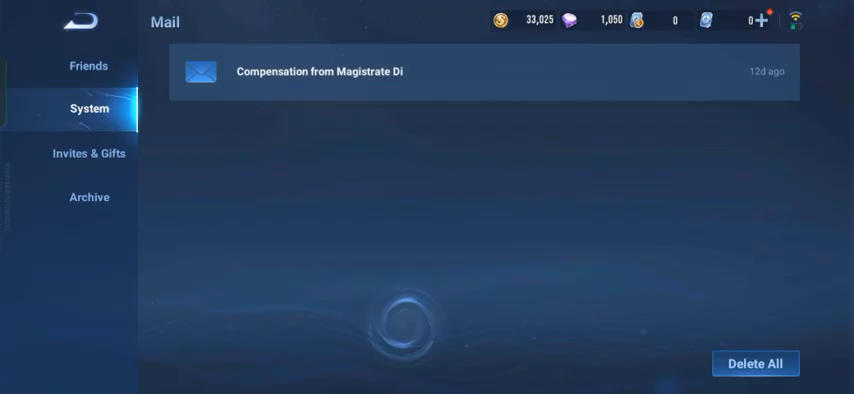 Mail
33,025
1,050
0
0
Friends
System
Invites & Gifts
Archive
Compensation from Magistrate Di
12d ago
Delete All